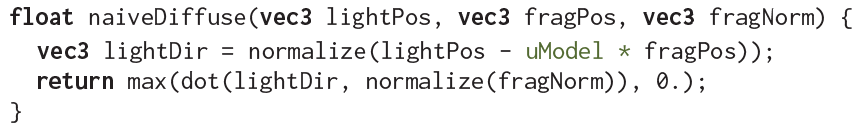 float naiveDiffuse(vec3 lightPos, vec3 fragPos, vec3 fragNorm) {
  vec3 lightDir = normalize(lightPos - uModel * fragPos));
  return max(dot(lightDir, normalize(fragNorm)), 0.);
}